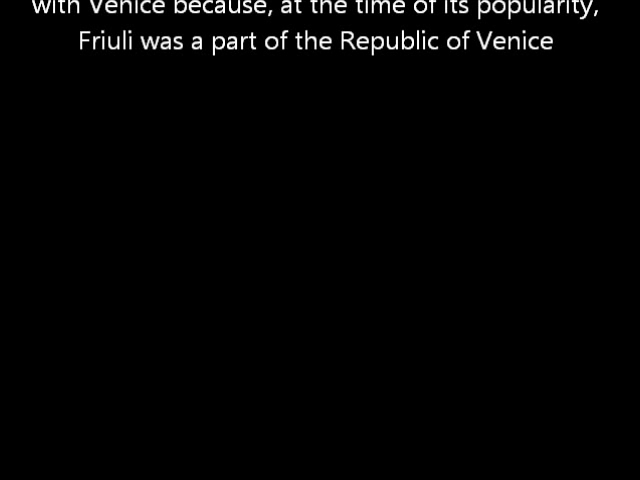 with Venice because, at the time of its popularity,
Friuli was a part of the Republic of Venice